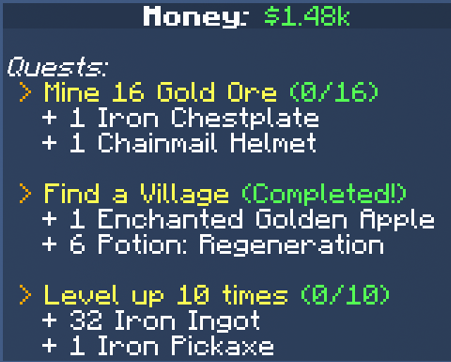 Money: $1.48k
Quests:
> Mine 16 Gold Ore (0/16)
+ 1 Iron Chestplate
+ 1 Chainmail Helmet
> Find a Village (Completed!)
+ 1 Enchanted Golden Apple
+ 6 Potion: Regeneration
> Level up 10 times (0/10)
+ 32 Iron Ingot
+ 1 Iron Pickaxe